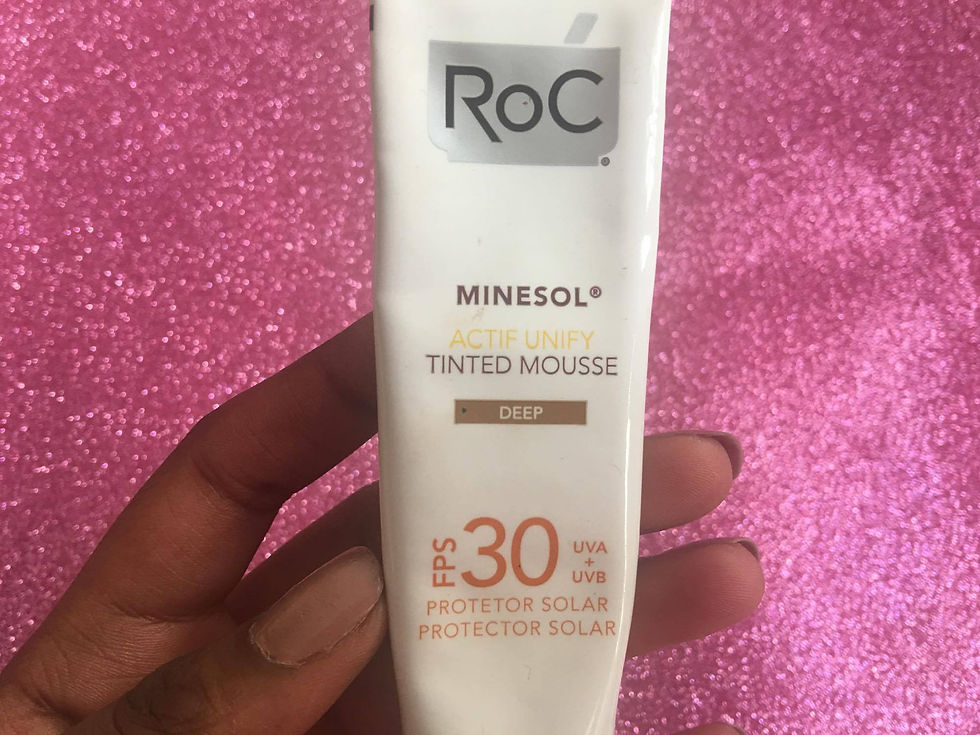 RoC®
MINESOL®
ACTIF UNIFY
TINTED MOUSSE
DEEP
FPS 30 UVA + UVB
PROTETOR SOLAR
PROTECTOR SOLAR